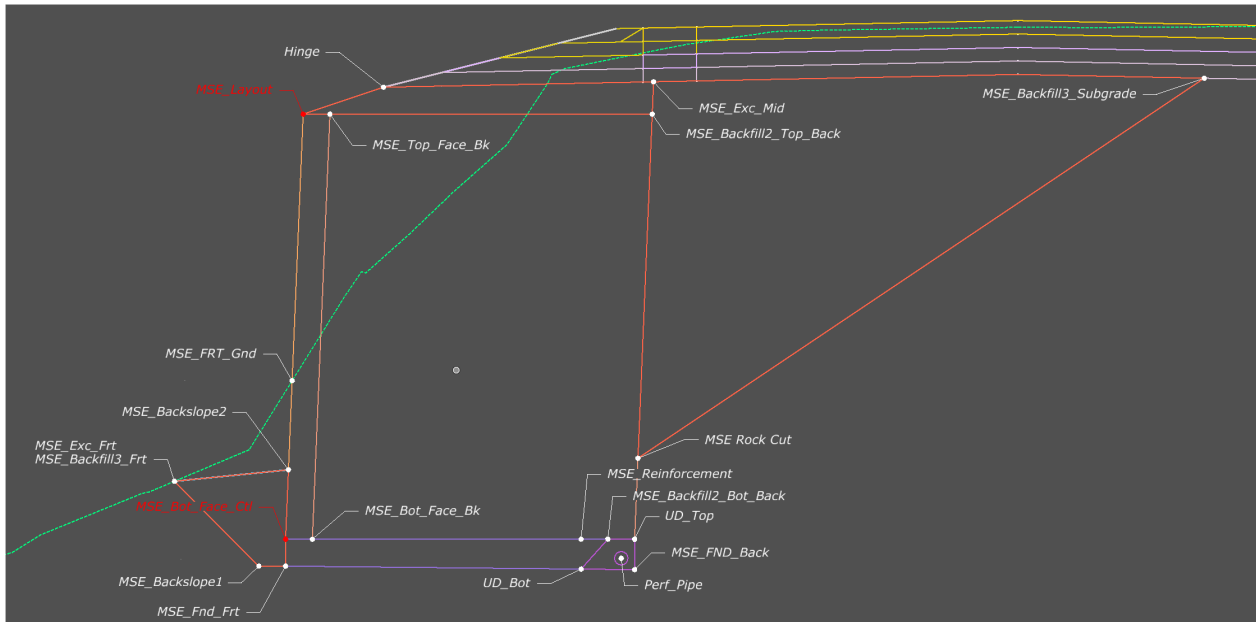 Hinge
MSE_Layout
MSE_Exc_Mid
MSE_Backfill3_Subgrade
MSE_Top_Face_Bk
MSE_Backfill2_Top_Back
MSE_FRT_Gnd
MSE_Backslope2
MSE_Exc_Frt
MSE_Backfill3_Frt
MSE Rock Cut
MSE_Reinforcement
MSE_Backfill2_Bot_Back
MSE_Bot_Face_Bk
UD_Top
MSE_FND_Back
MSE_Backslope1
UD_Bot
Perf_Pipe
MSE_Fnd_Frt